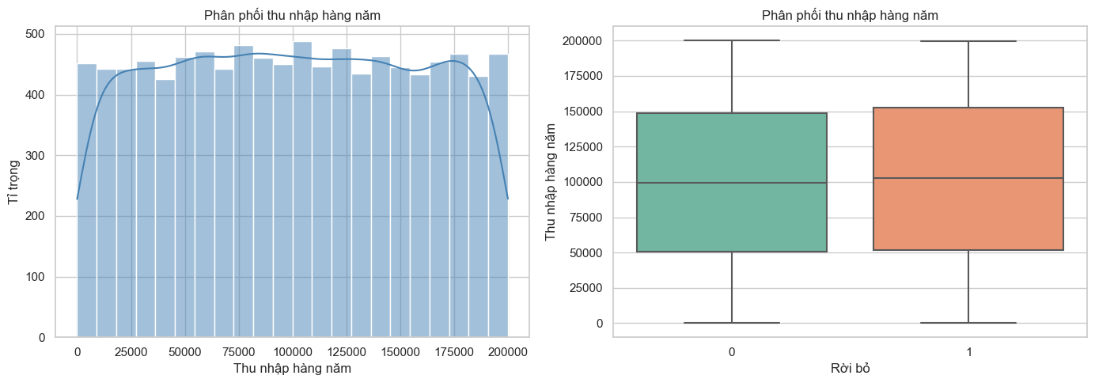 Phân phối thu nhập hàng năm
500
400
300
200
100
0
Tỉ trọng
0 25000 50000 75000 100000 125000 150000 175000 200000
Thu nhập hàng năm
Phân phối thu nhập hàng năm
200000
175000
150000
125000
100000
75000
50000
25000
0
Thu nhập hàng năm
0 1
Rời bỏ